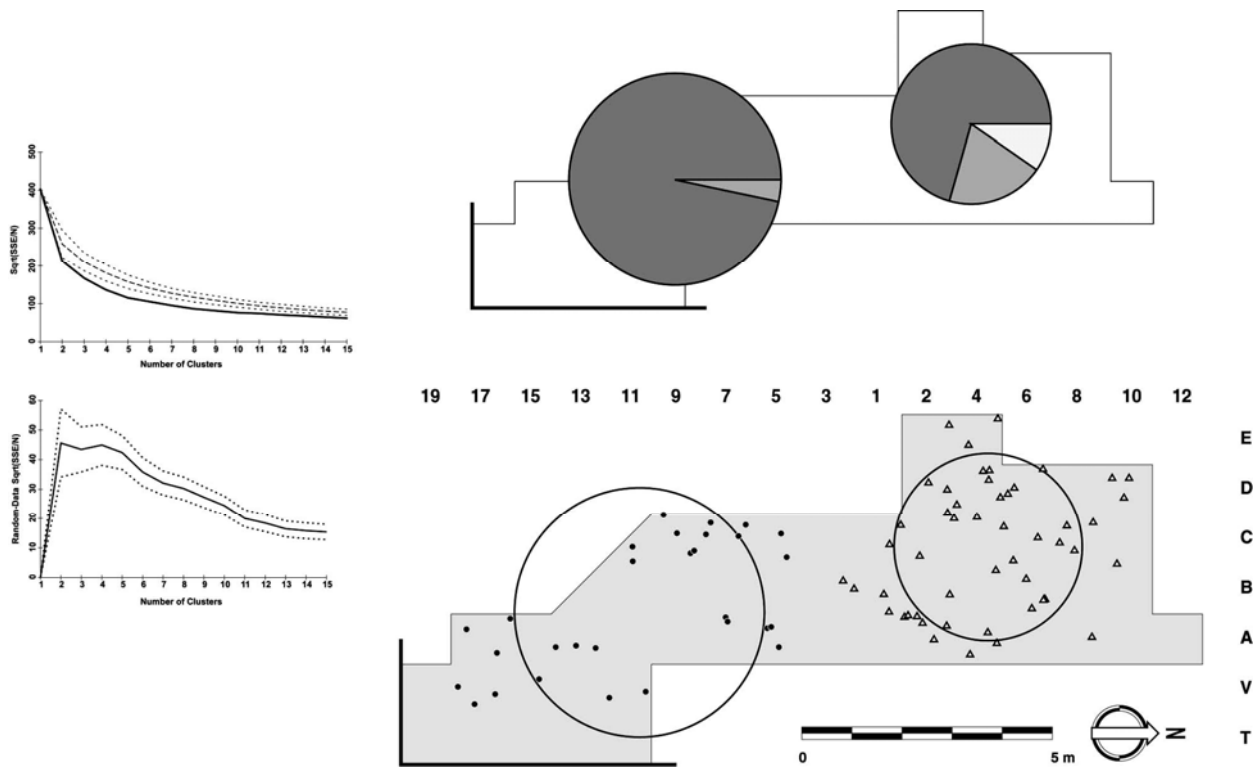 500
400
300
200
100
0
Sqrt(SSE/N)
1 2 3 4 5 6 7 8 9 10 11 12 13 14 15
Number of Clusters
60
50
40
30
20
10
0
Random-Data Sqrt(SSE/N)
1 2 3 4 5 6 7 8 9 10 11 12 13 14 15
Number of Clusters
19 17 15 13 11 9 7 5 3 1 2 4 6 8 10 12
E
D
C
B
A
V
T
0 5 m
N